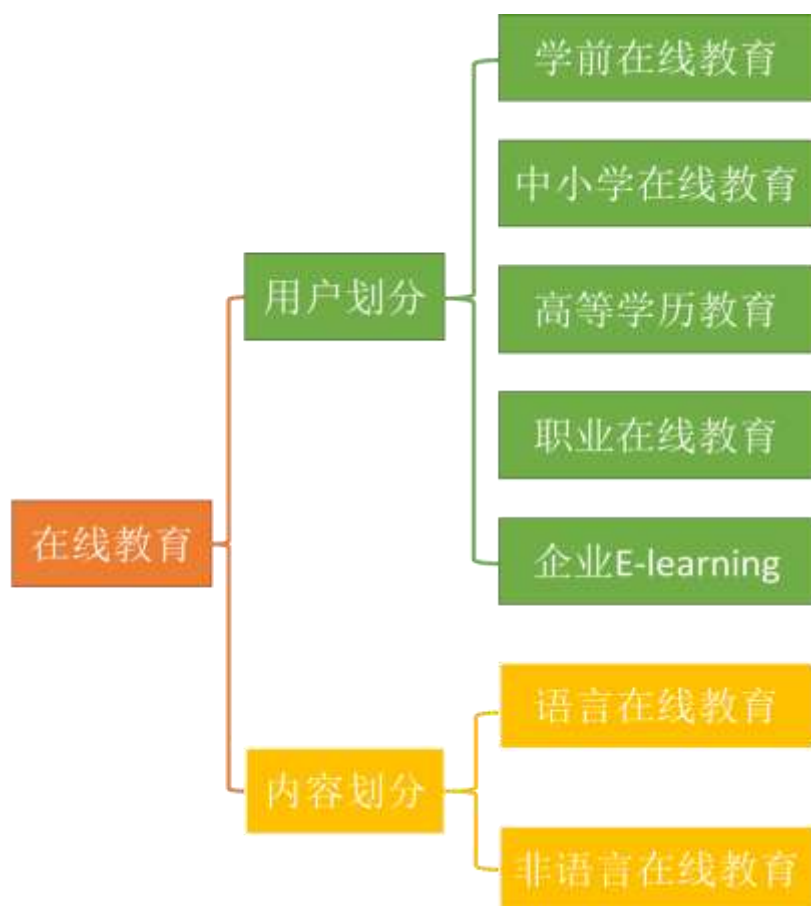 在线教育
用户划分
学前在线教育
中小学在线教育
高等学历教育
职业在线教育
企业E-learning
内容划分
语言在线教育
非语言在线教育